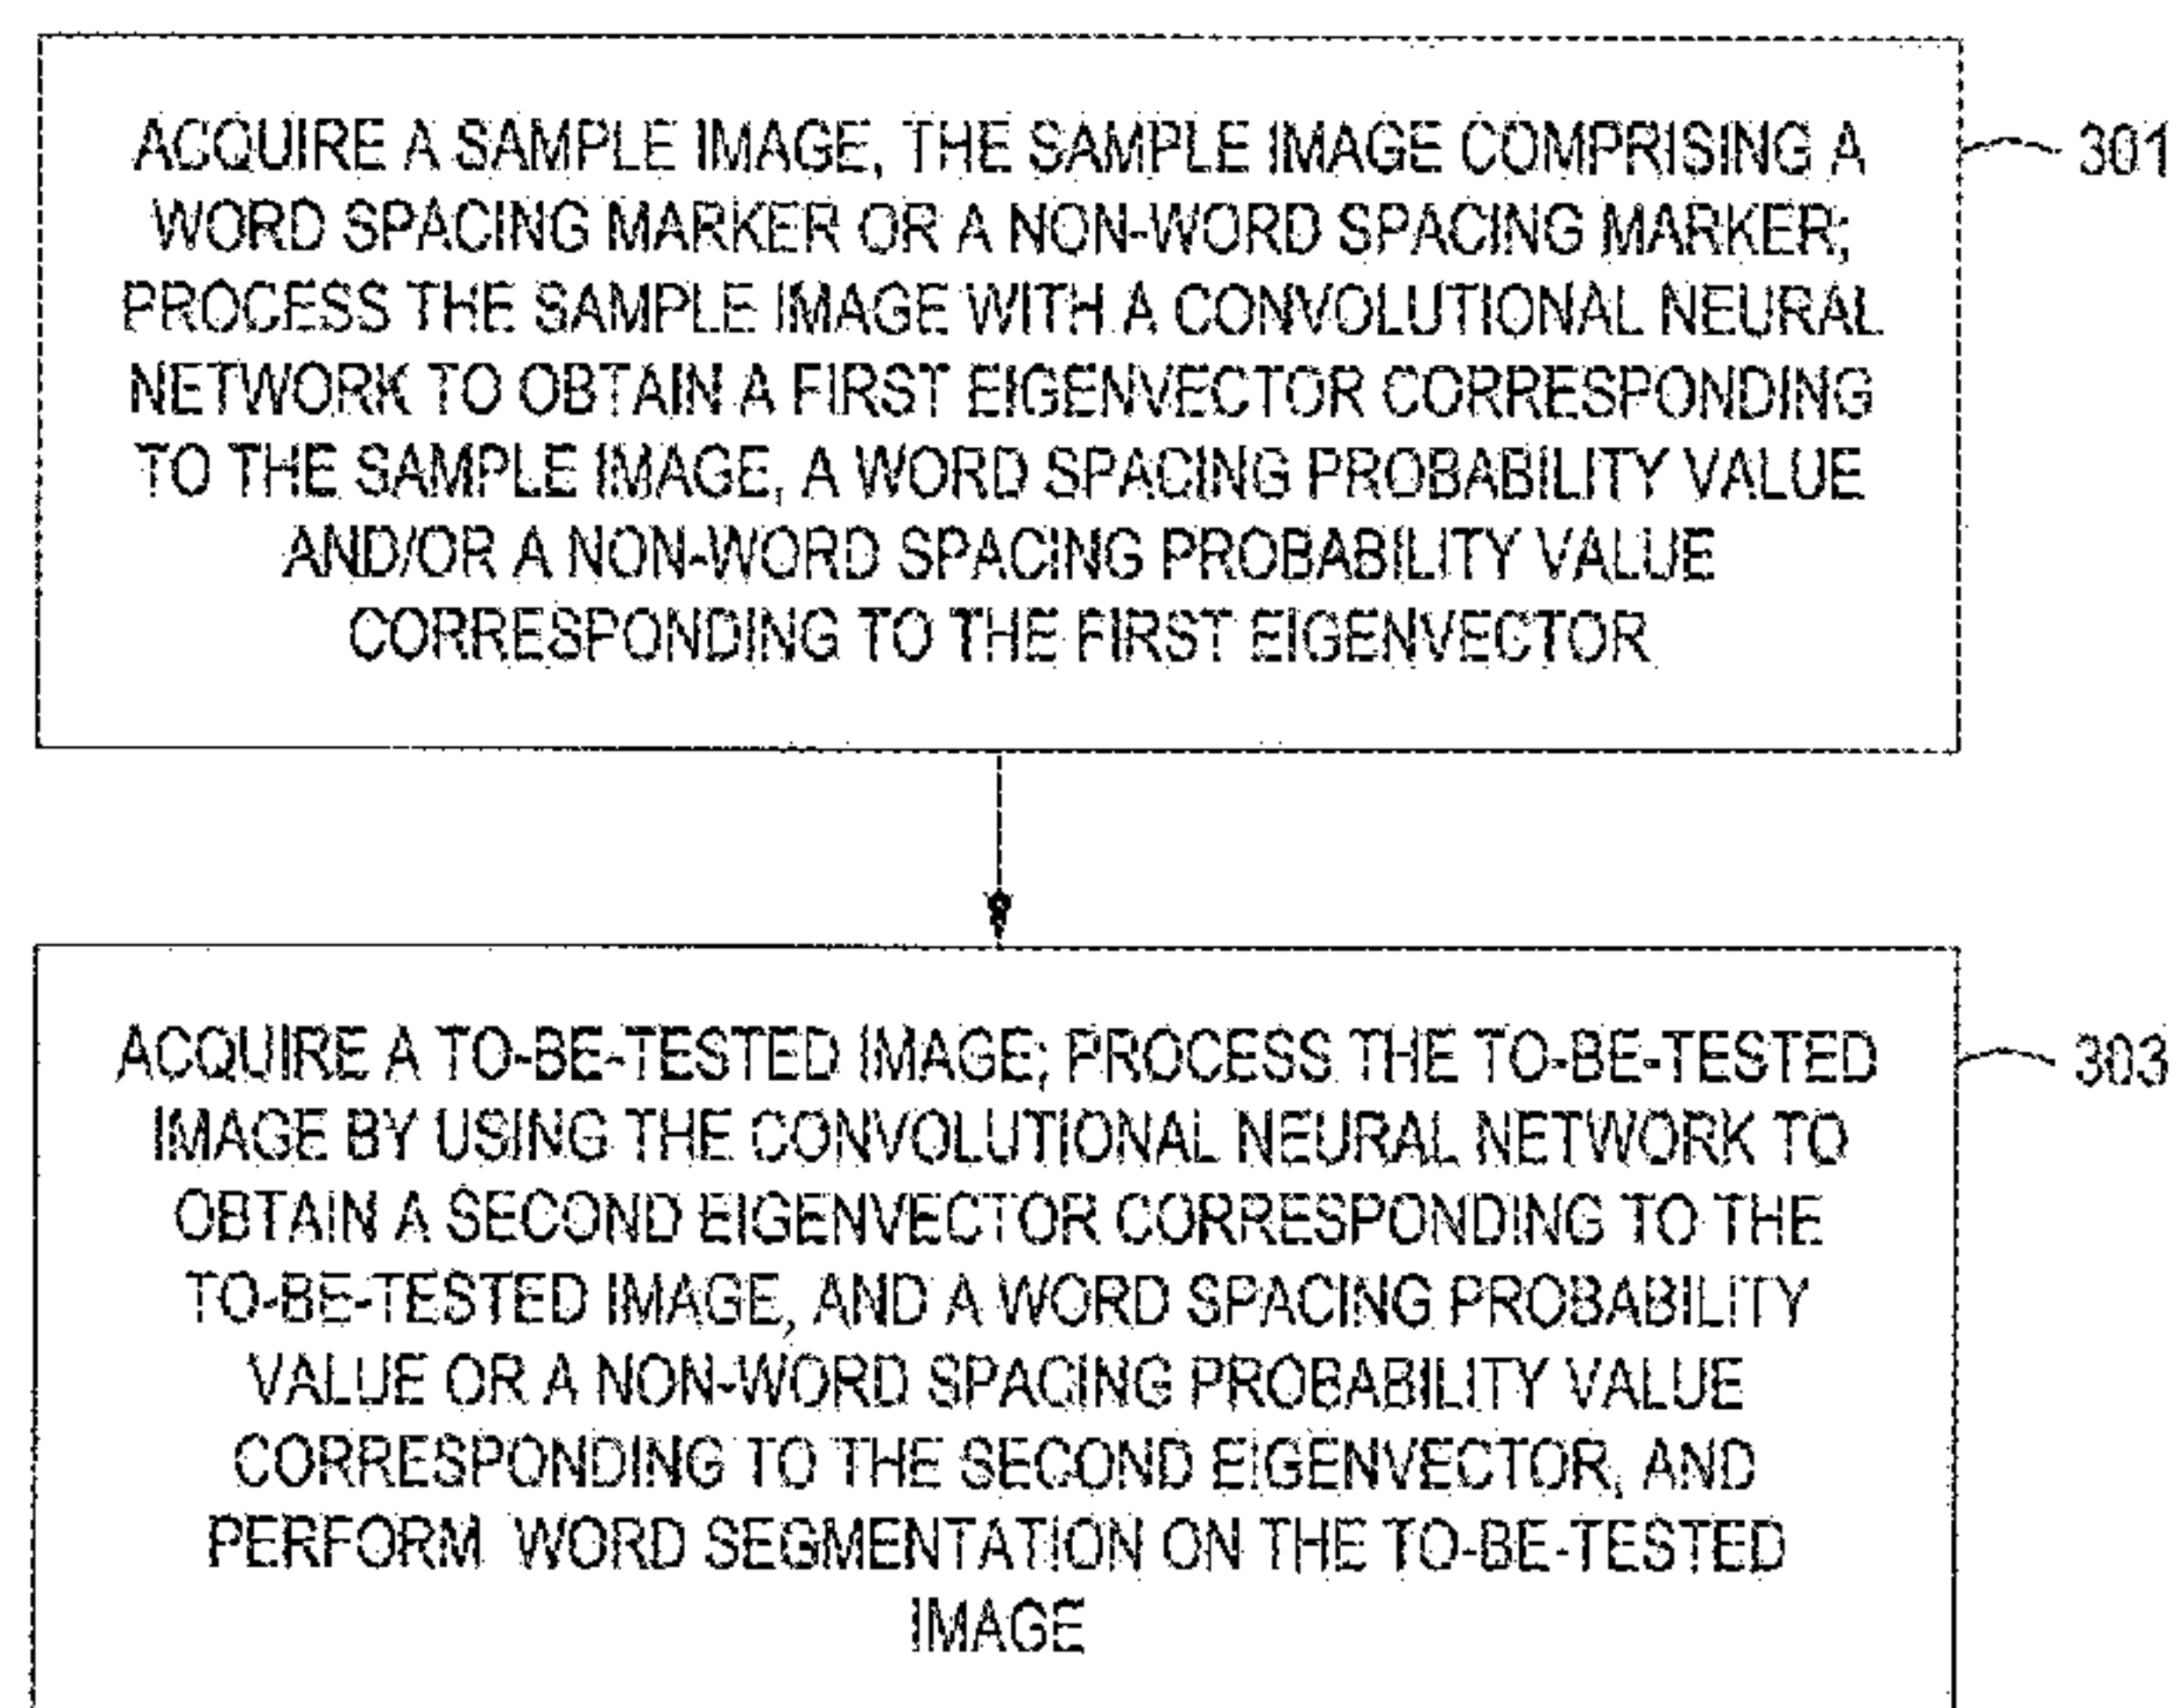 ACQUIRE A SAMPLE IMAGE, THE SAMPLE IMAGE COMPRISING A
WORD SPACING MARKER OR A NON-WORD SPACING MARKER;
PROCESS THE SAMPLE IMAGE WITH A CONVOLUTIONAL NEURAL
NETWORK TO OBTAIN A FIRST EIGENVECTOR CORRESPONDING
TO THE SAMPLE IMAGE, A WORD SPACING PROBABILITY VALUE
AND/OR A NON-WORD SPACING PROBABILITY VALUE
CORRESPONDING TO THE FIRST EIGENVECTOR
301
ACQUIRE A TO-BE-TESTED IMAGE; PROCESS THE TO-BE-TESTED
IMAGE BY USING THE CONVOLUTIONAL NEURAL NETWORK TO
OBTAIN A SECOND EIGENVECTOR CORRESPONDING TO THE
TO-BE-TESTED IMAGE, AND A WORD SPACING PROBABILITY
VALUE OR A NON-WORD SPACING PROBABILITY VALUE
CORRESPONDING TO THE SECOND EIGENVECTOR, AND
PERFORM WORD SEGMENTATION ON THE TO-BE-TESTED
IMAGE
303